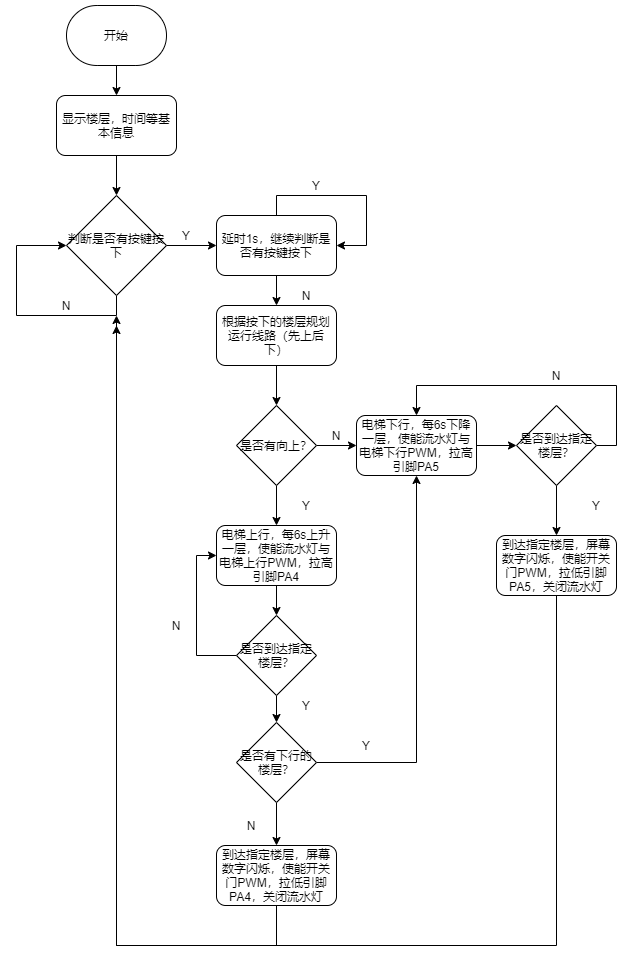 开始
显示楼层，时间等基
本信息
判断是否有按键按
下
N
Y
Y
延时1s，继续判断是
否有按键按下
N
根据按下的楼层规划
运行线路（先上后
下）
是否有向上？
N
Y
电梯下行，每6s下降
一层，使能流水灯与
电梯下行PWM，拉高
引脚PA5
N
是否到达指定
楼层？
Y
到达指定楼层，屏幕
数字闪烁，使能开关
门PWM，拉低引脚
PA5，关闭流水灯
电梯上行，每6s上升
一层，使能流水灯与
电梯上行PWM，拉高
引脚PA4
N
是否到达指定
楼层？
Y
是否有下行的
楼层？
Y
N
到达指定楼层，屏幕
数字闪烁，使能开关
门PWM，拉低引脚
PA4，关闭流水灯